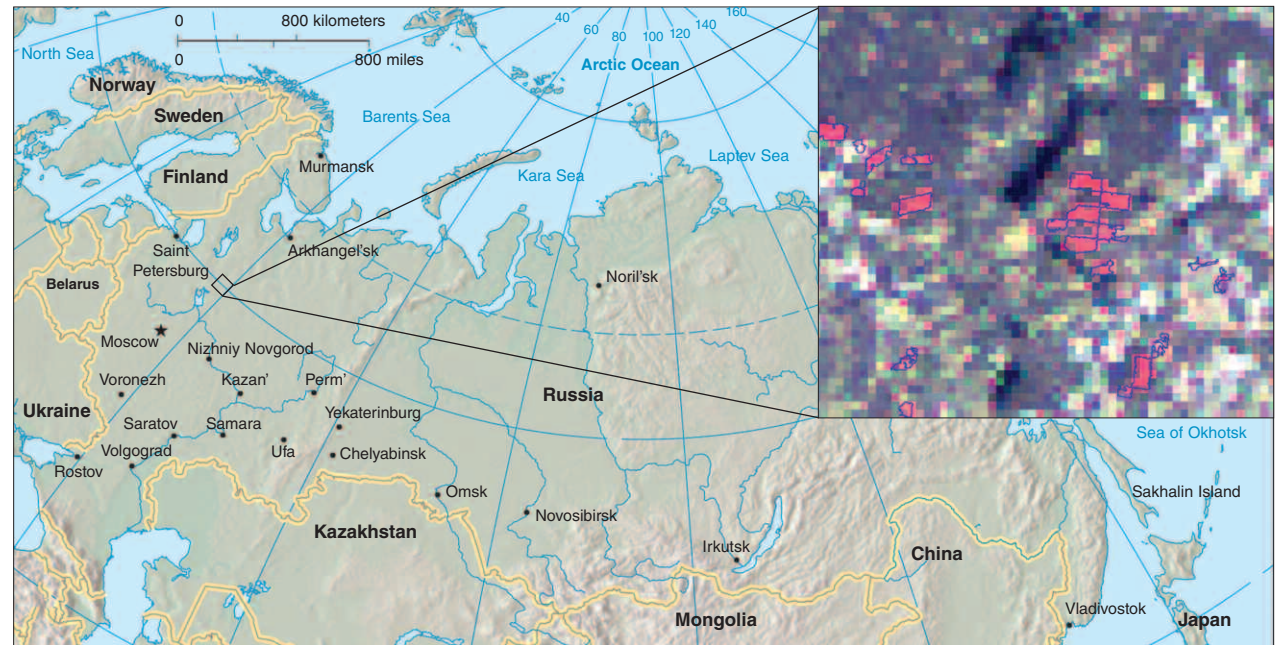 0 800 kilometers
0 800 miles
40
60
80
100
120
140
160
North Sea
Arctic Ocean
Norway
Sweden
Barents Sea
Finland
Murmansk
Kara Sea
Laptev Sea
Saint
Petersburg
Arkhangel'sk
Noril'sk
Belarus
Moscow
Nizhniy Novgorod
Voronezh
Kazan'
Perm'
Russia
Ukraine
Yekaterinburg
Saratov
Samara
Volgograd
Ufa
Chelyabinsk
Rostov
Sea of Okhotsk
Omsk
Sakhalin Island
Novosibirsk
Kazakhstan
Irkutsk
China
Mongolia
Vladivostok
Japan